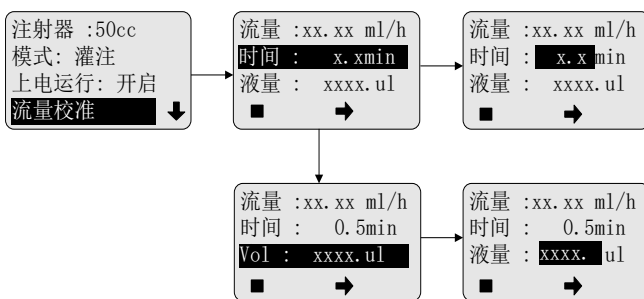 注射器 :50cc
模式: 灌注
上电运行: 开启
流量校准
流量 :xx.xx ml/h
时间 : x.xmin
液量 : xxxx.ul
流量 :xx.xx ml/h
时间 : x.x min
液量 : xxxx.ul
流量 :xx.xx ml/h
时间 : 0.5min
Vol : xxxx.ul
流量 :xx.xx ml/h
时间 : 0.5min
液量 : xxxx. ul